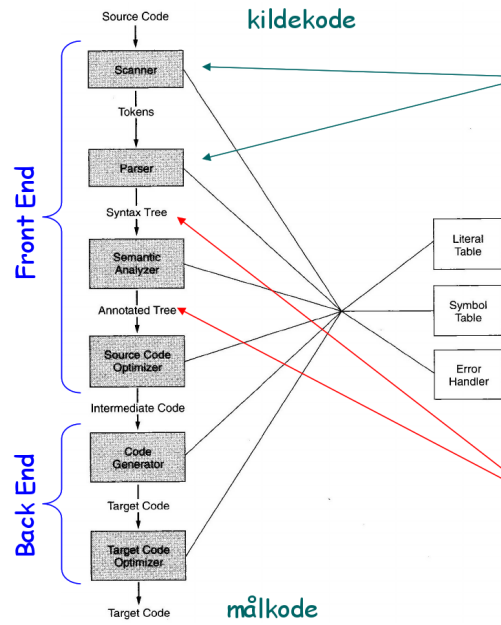 Source Code
kildekode
Scanner
Tokens
Parser
Syntax Tree
Front End
Semantic
Analyzer
Annotated Tree
Source Code
Optimizer
Intermediate Code
Literal
Table
Symbol
Table
Error
Handler
Back End
Code
Generator
Target Code
Target Code
Optimizer
Target Code
målkode